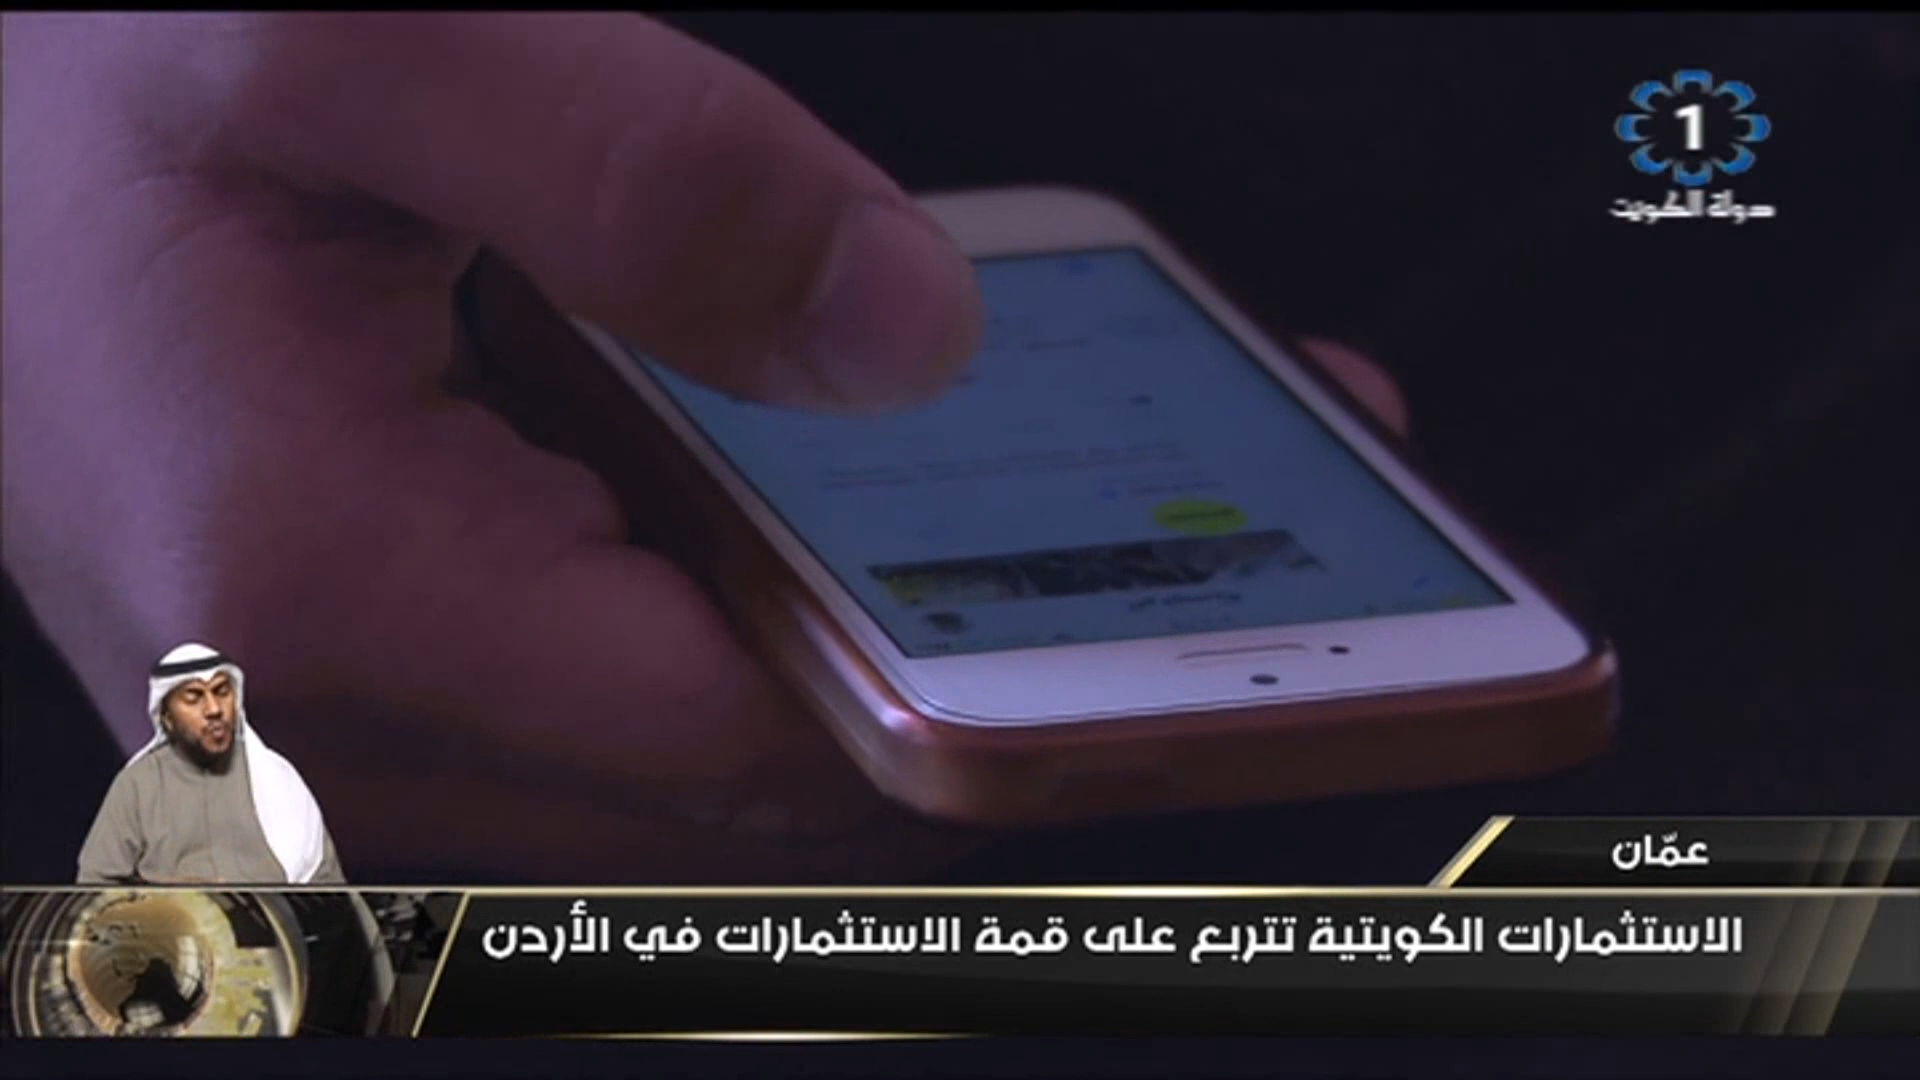 1
دولة الكويت
عمّان
الاستثمارات الكويتية تتربع على قمة الاستثمارات في الأردن